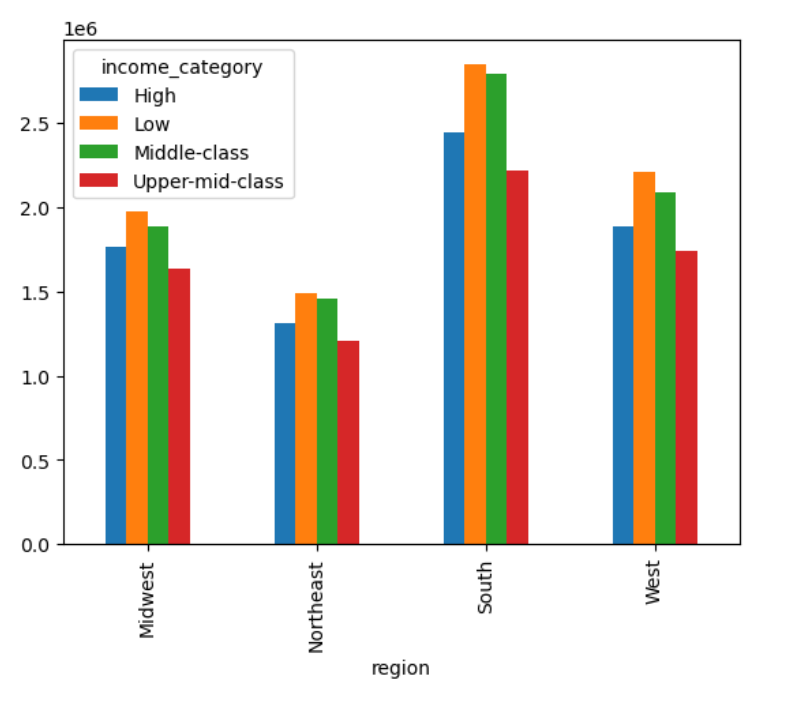 1e6
income_category
High
Low
Middle-class
Upper-mid-class
2.5
2.0
1.5
1.0
0.5
0.0
Midwest
Northeast
South
West
region